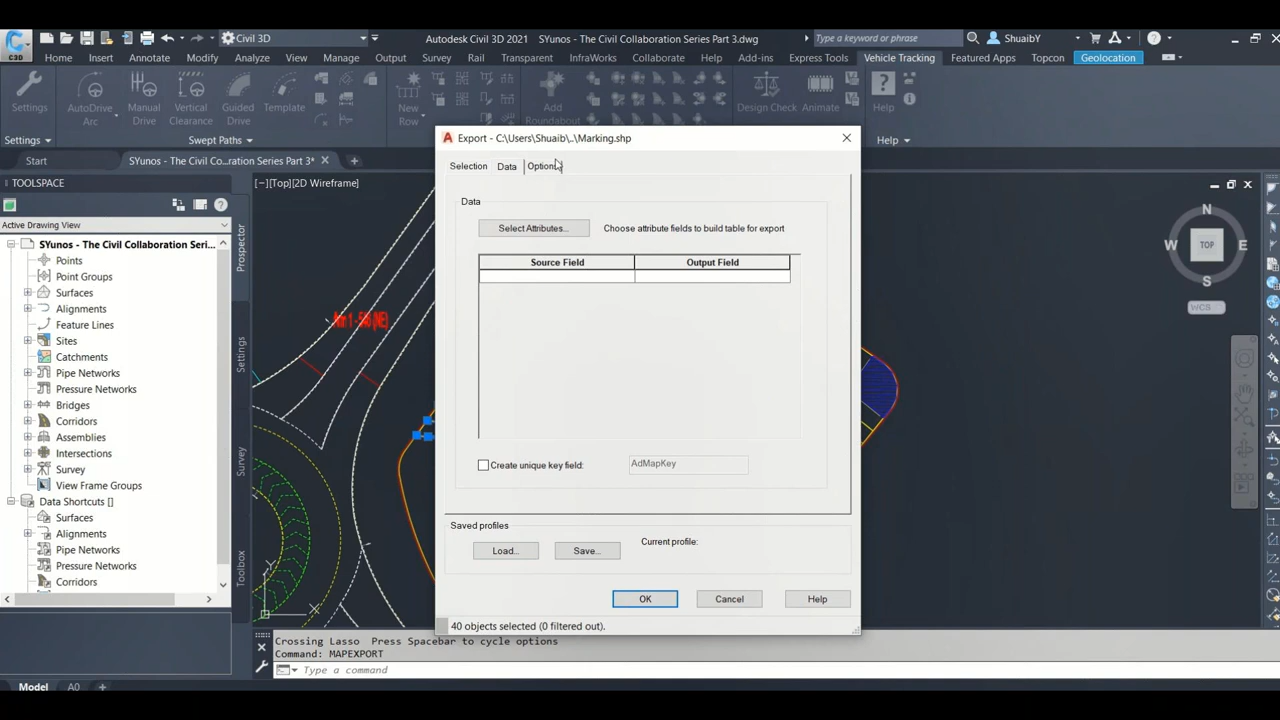 Civil 3D
Autodesk Civil 3D 2021 SYunos - The Civil Collaboration Series Part 3.dwg
Type a keyword or phrase
ShuaibY
C3D
Home Insert Annotate Modify Analyze View Manage Output Survey Rail Transparent InfraWorks Collaborate Help Add-ins Express Tools Vehicle Tracking Featured Apps Topcon Geolocation
Settings AutoDrive Arc Manual Drive Vertical Clearance Guided Drive Template New Row Add Roundabout Design Check Animate Help
Settings Swept Paths Help
Start SYunos - The Civil Co...ration Series Part 3*
TOOLSPACE
Active Drawing View
SYunos - The Civil Collaboration Seri...
Points
Point Groups
Surfaces
Alignments
Feature Lines
Sites
Catchments
Pipe Networks
Pressure Networks
Bridges
Corridors
Assemblies
Intersections
Survey
View Frame Groups
Data Shortcuts []
Surfaces
Alignments
Pipe Networks
Pressure Networks
Corridors
Prospector
Settings
Survey
Toolbox
[−][Top][2D Wireframe]
Export - C:\Users\Shuaib\..\Marking.shp
Selection Data Options
Data
Select Attributes... Choose attribute fields to build table for export
Source Field Output Field
Create unique key field: AdMapKey
Saved profiles
Load... Save... Current profile:
OK Cancel Help
40 objects selected (0 filtered out).
N
W TOP E
S
WCS
Y
X
Crossing Lasso Press Spacebar to cycle options
Command: MAPEXPORT
Type a command
Model A0